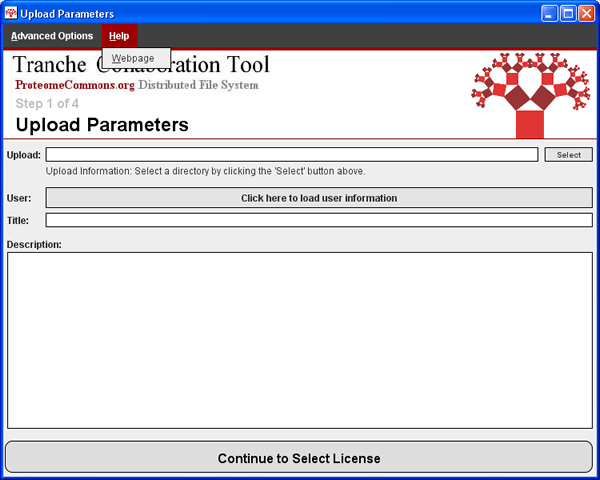 Upload Parameters
Advanced Options Help
Webpage
Tranche Collaboration Tool
ProteomeCommons.org Distributed File System
Step 1 of 4
Upload Parameters
Upload: Select
Upload Information: Select a directory by clicking the 'Select' button above.
User: Click here to load user information
Title:
Description:
Continue to Select License